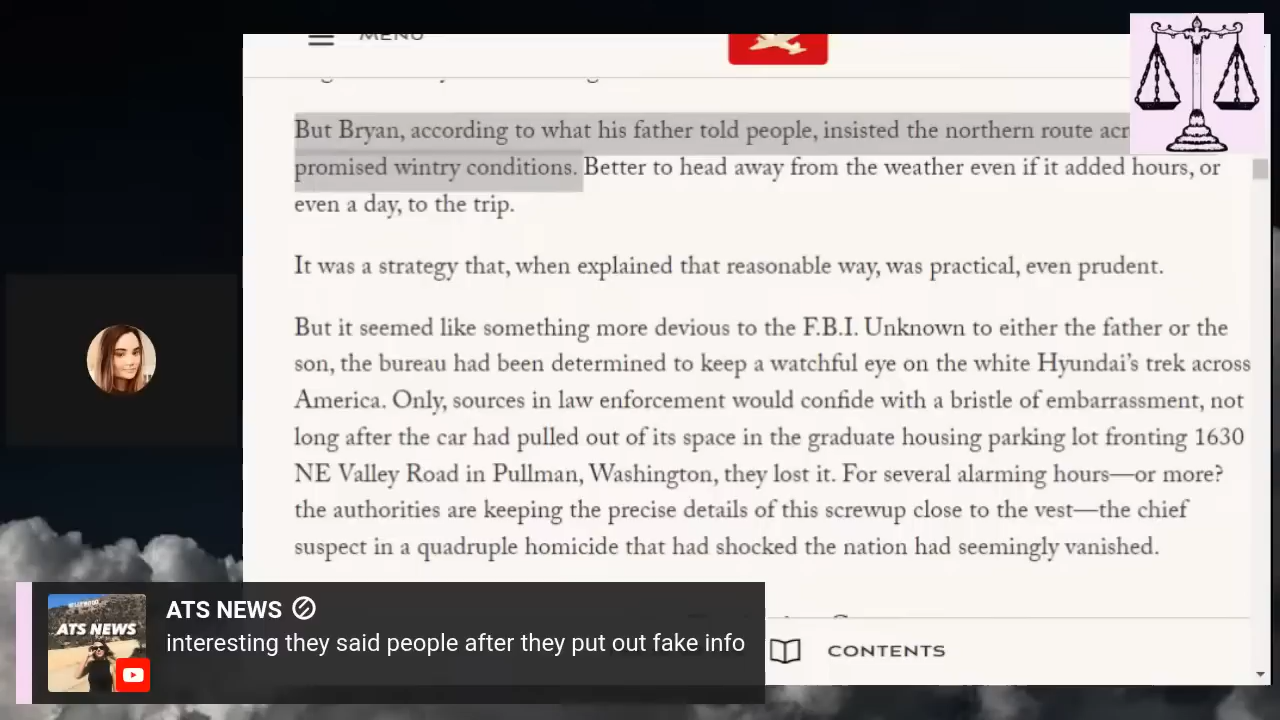 MENU
But Bryan, according to what his father told people, insisted the northern route
promised wintry conditions. Better to head away from the weather even if it added hours, or
even a day, to the trip.
It was a strategy that, when explained that reasonable way, was practical, even prudent.
But it seemed like something more devious to the F.B.I. Unknown to either the father or the
son, the bureau had been determined to keep a watchful eye on the white Hyundai’s trek across
America. Only, sources in law enforcement would confide with a bristle of embarrassment, not
long after the car had pulled out of its space in the graduate housing parking lot fronting 1630
NE Valley Road in Pullman, Washington, they lost it. For several alarming hours—or more?
the authorities are keeping the precise details of this screwup close to the vest—the chief
suspect in a quadruple homicide that had shocked the nation had seemingly vanished.
HOLLYWOOD
ATS NEWS
ATS NEWS
interesting they said people after they put out fake info
CONTENTS